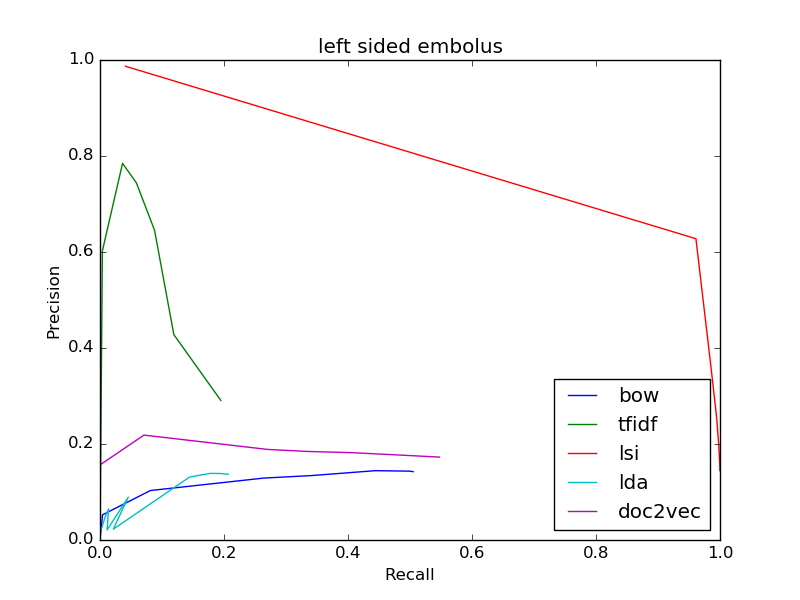 left sided embolus
1.0
0.8
0.6
0.4
0.2
0.0
Precision
0.0 0.2 0.4 0.6 0.8 1.0
Recall
bow
tfidf
lsi
lda
doc2vec